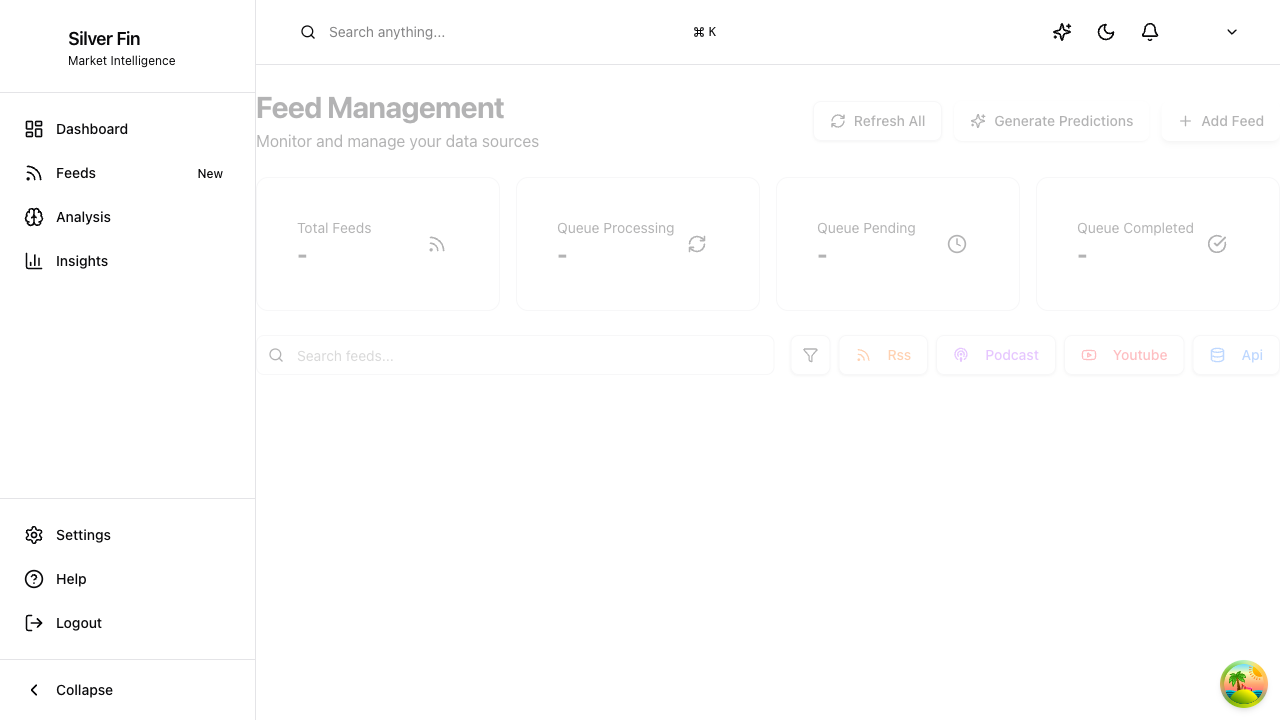 Silver Fin
Market Intelligence
Dashboard
Feeds New
Analysis
Insights
Settings
Help
Logout
Collapse
Search anything... ⌘ K
Feed Management
Monitor and manage your data sources
Refresh All
Generate Predictions
Add Feed
Total Feeds
-
Queue Processing
-
Queue Pending
-
Queue Completed
-
Search feeds...
Rss
Podcast
Youtube
Api